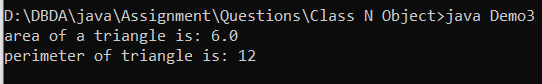 D:\DBDA\java\Assignment\Questions\Class N Object>java Demo3
area of a triangle is: 6.0
perimeter of triangle is: 12